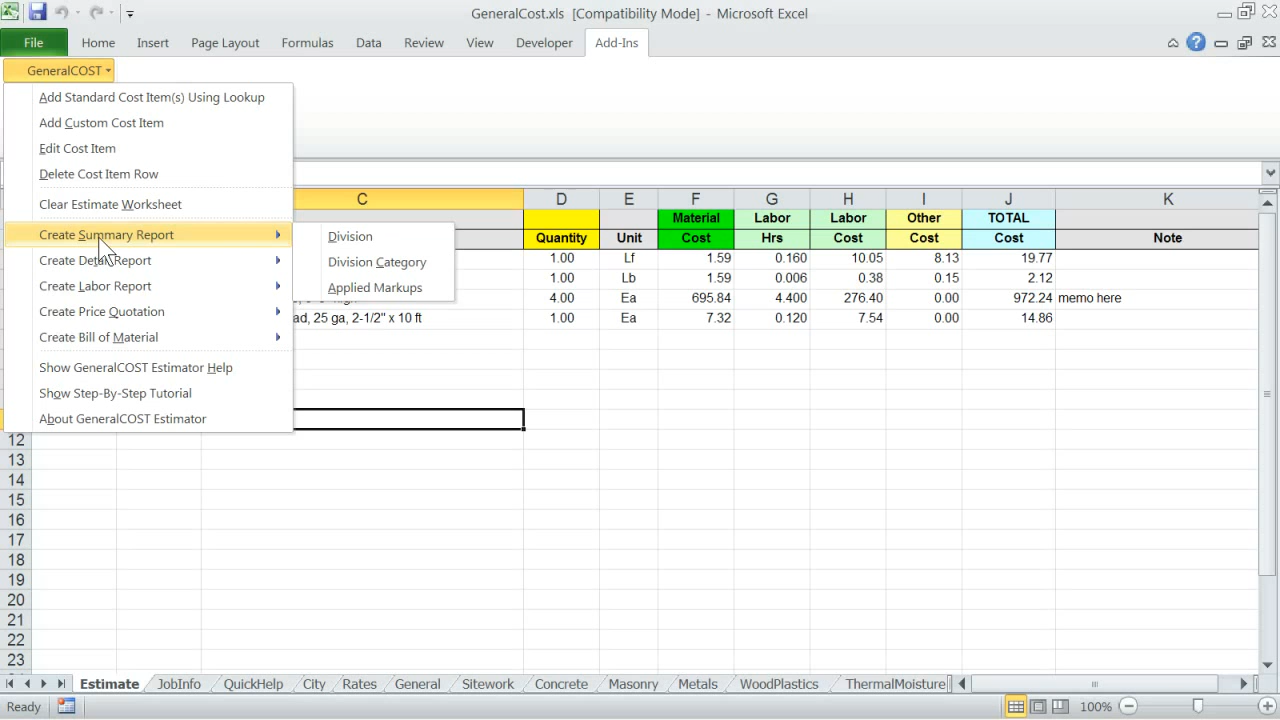 GeneralCost.xls [Compatibility Mode] - Microsoft Excel
File Home Insert Page Layout Formulas Data Review View Developer Add-Ins
GeneralCOST
Add Standard Cost Item(s) Using Lookup
Add Custom Cost Item
Edit Cost Item
Delete Cost Item Row
Clear Estimate Worksheet
Create Summary Report
Create Detail Report
Create Labor Report
Create Price Quotation
Create Bill of Material
Show GeneralCOST Estimator Help
Show Step-By-Step Tutorial
About GeneralCOST Estimator
Division
Division Category
Applied Markups
C D E F G H I J K
Material Labor Labor Other TOTAL
Quantity Unit Cost Hrs Cost Cost Cost Note
1.00 Lf 1.59 0.160 10.05 8.13 19.77
1.00 Lb 1.59 0.006 0.38 0.15 2.12
4.00 Ea 695.84 4.400 276.40 0.00 972.24 memo here
ad, 25 ga, 2-1/2" x 10 ft 1.00 Ea 7.32 0.120 7.54 0.00 14.86
12
13
14
15
16
17
18
19
20
21
22
23
Estimate JobInfo QuickHelp City Rates General Sitework Concrete Masonry Metals WoodPlastics ThermalMoisture
Ready 100%